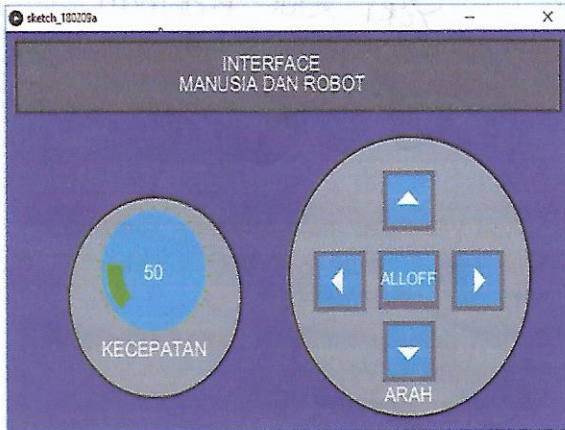 sketch_180209a
INTERFACE
MANUSIA DAN ROBOT
50
KECEPATAN
ALLOFF
ARAH